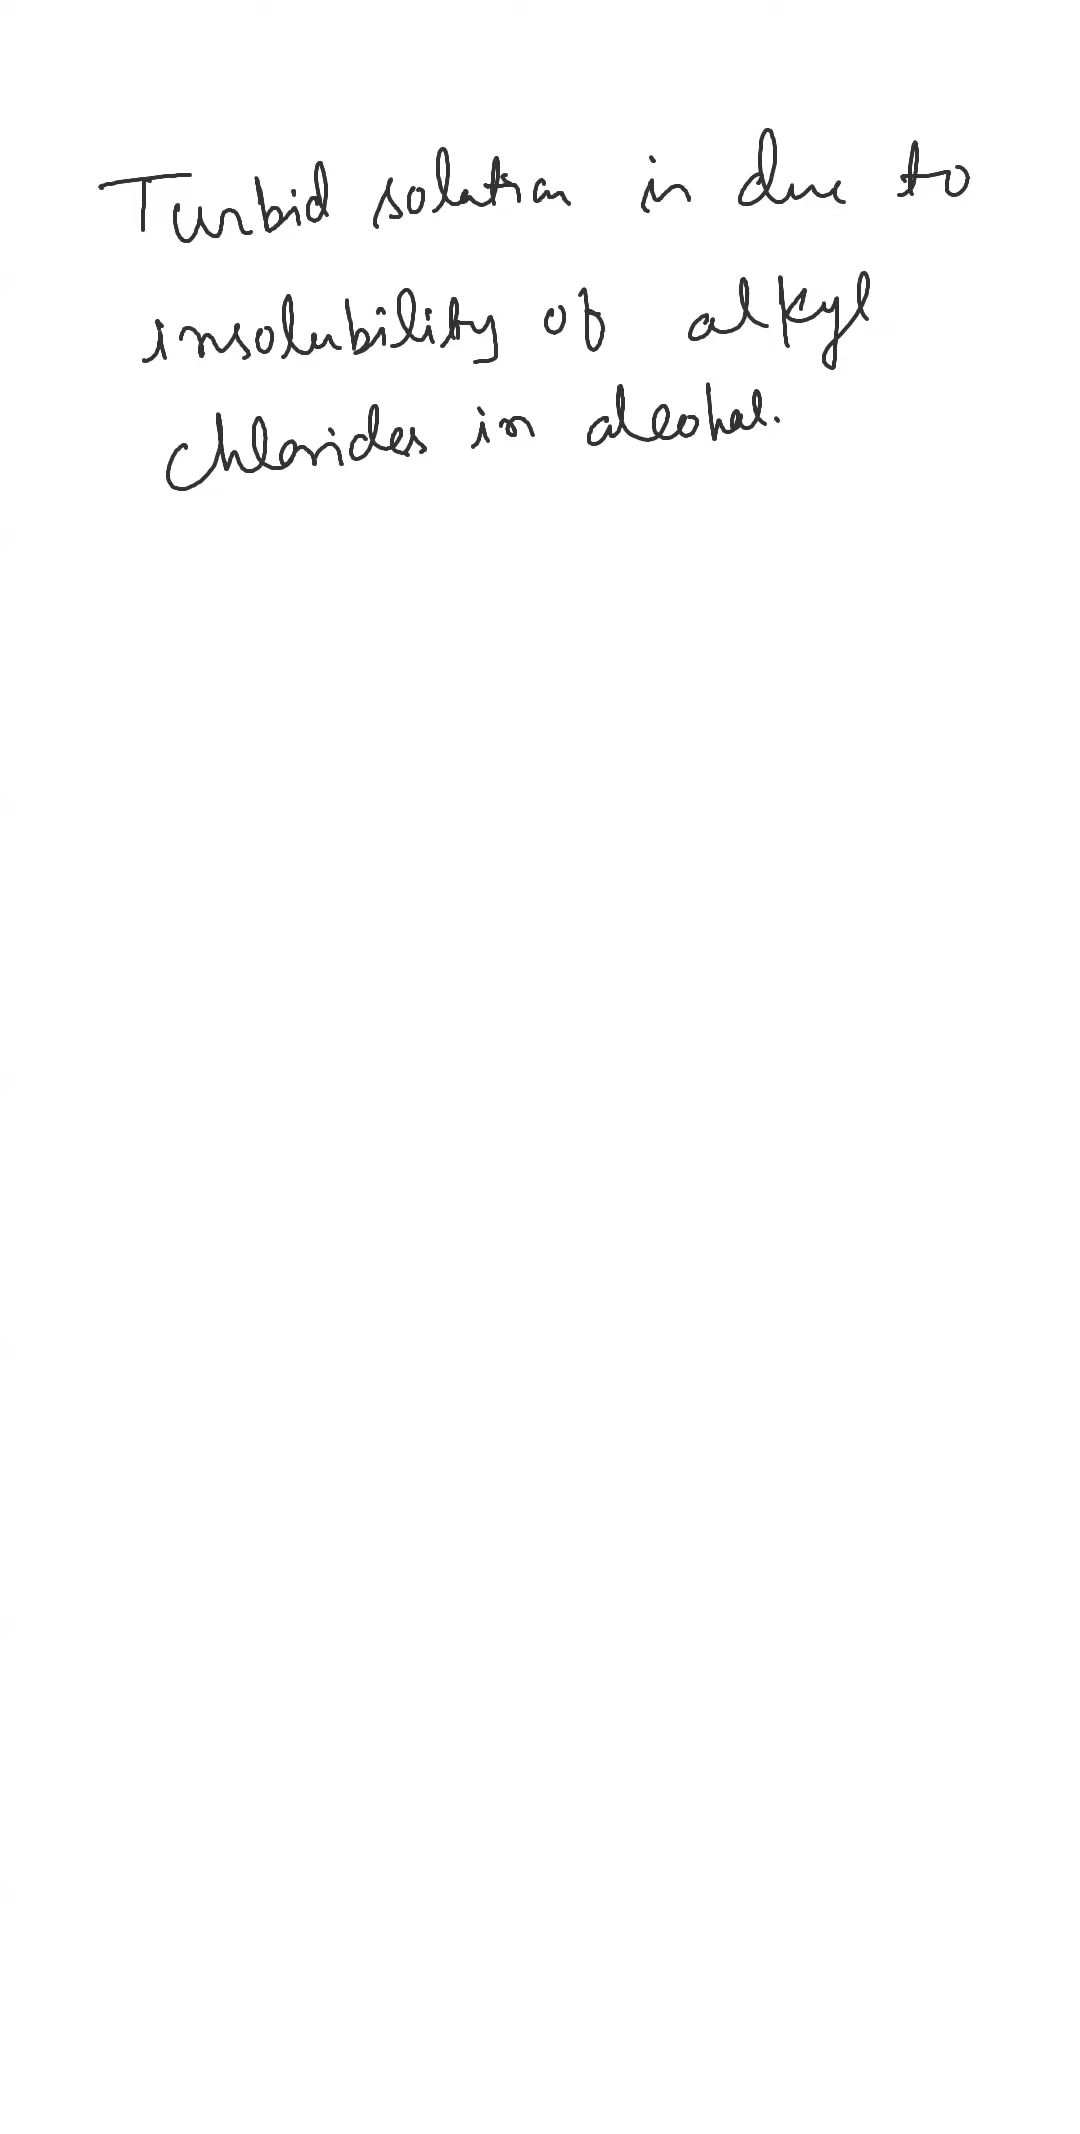 Turbid solution is due to
insolubility of alkyl
chlorides in alcohol.